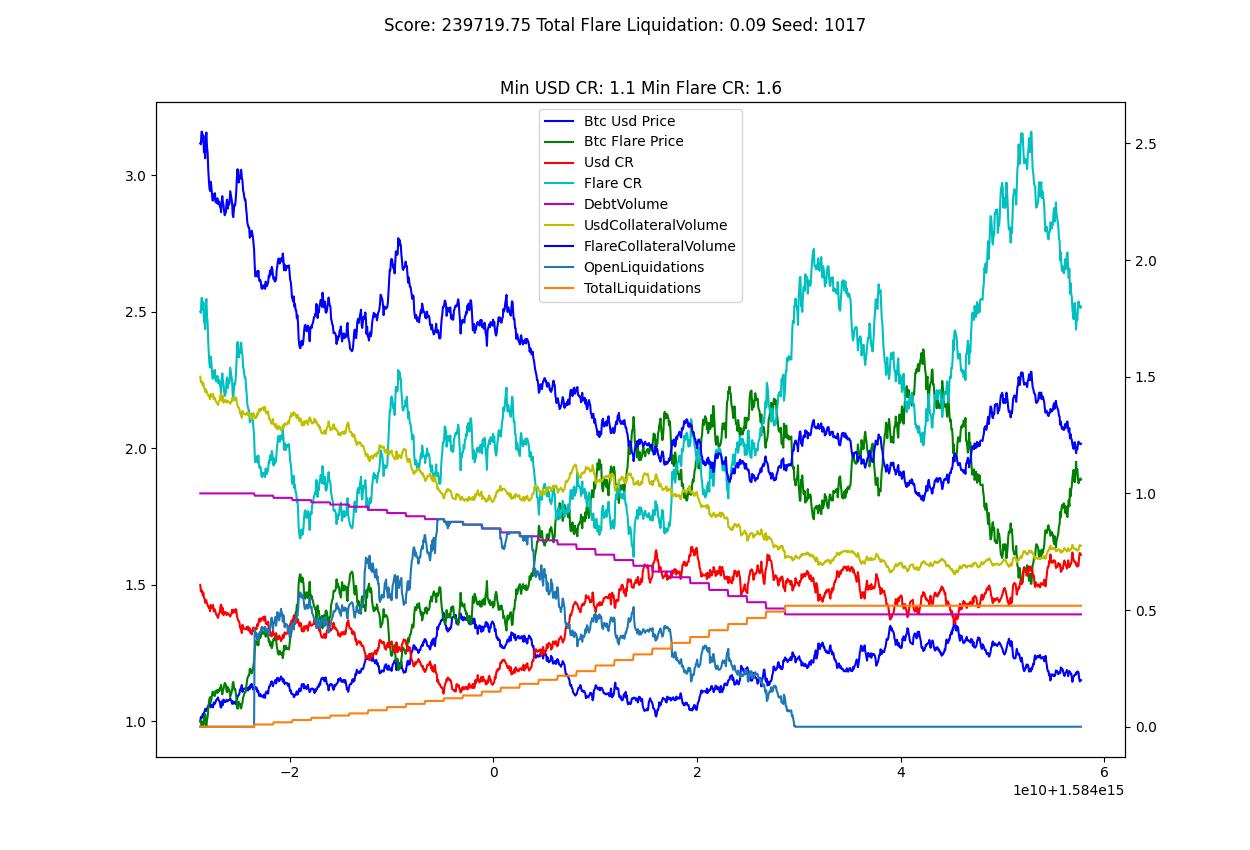 Score: 239719.75 Total Flare Liquidation: 0.09 Seed: 1017
Min USD CR: 1.1 Min Flare CR: 1.6
Btc Usd Price
Btc Flare Price
Usd CR
Flare CR
DebtVolume
UsdCollateralVolume
FlareCollateralVolume
OpenLiquidations
TotalLiquidations
3.0
2.5
2.0
1.5
1.0
2.5
2.0
1.5
1.0
0.5
0.0
−2
0
2
4
6
1e10+1.584e15